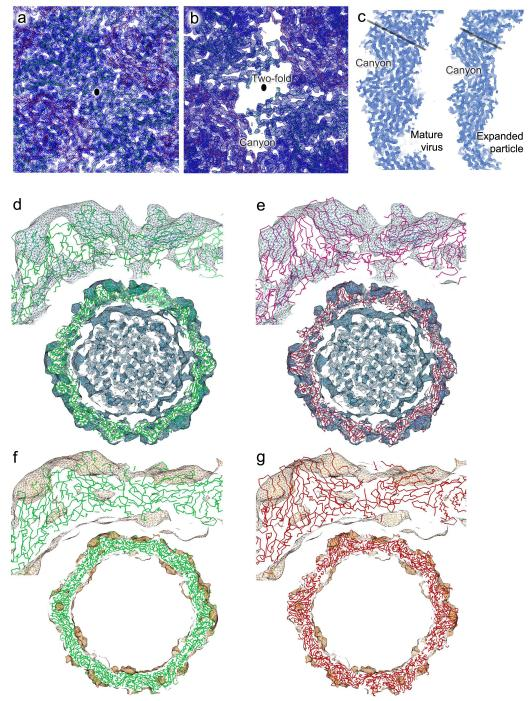 a
b
c
Two-fold
Canyon
Canyon
Canyon
Mature
virus
Expanded
particle
d
e
f
g